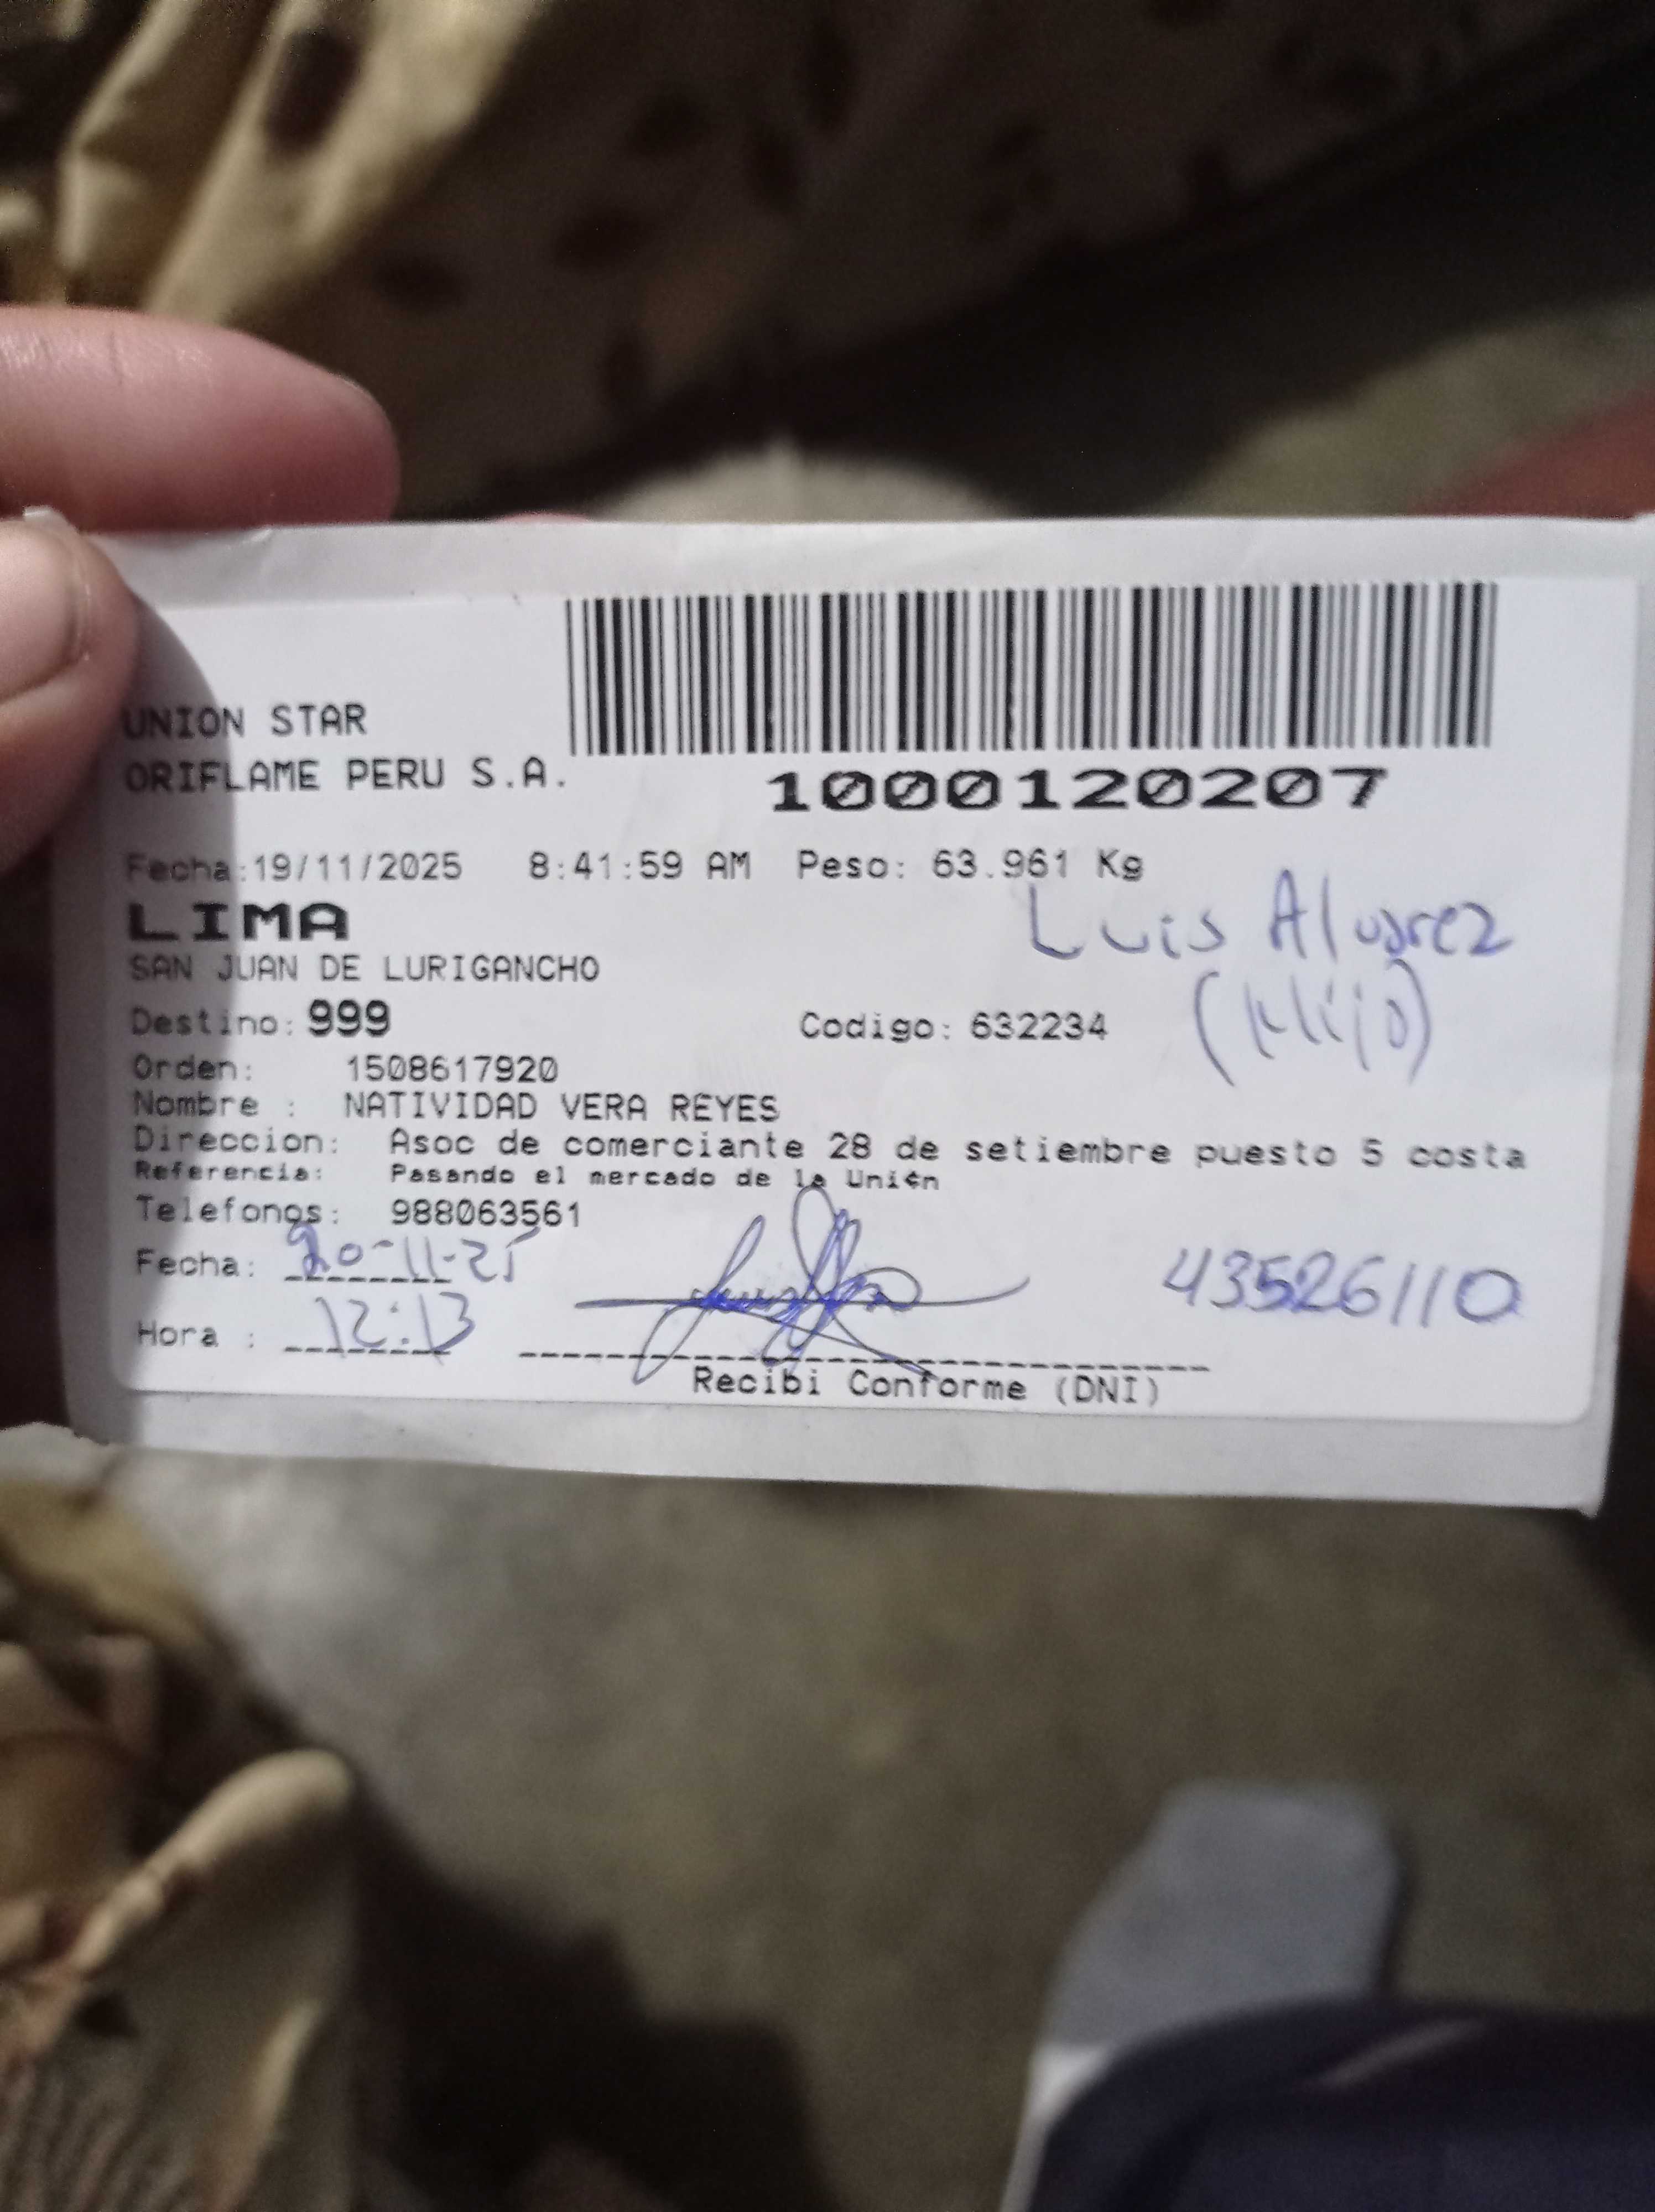 UNION STAR
ORIFLAME PERU S.A.
1000120207
Fecha:19/11/2025 8:41:59 AM Peso: 63.961 Kg
Luis Alvarez
LIMA
SAN JUAN DE LURIGANCHO
Destino: 999 Codigo: 632234
Orden: 1508617920
Nombre : NATIVIDAD VERA REYES
Direccion: Asoc de comerciante 28 de setiembre puesto 5 costa
Referencia: Pasando el mercado de la Uni¢n
Telefonos: 988063561
Fecha: 20-11-25
43526110
Hora : 12:13
Recibi Conforme (DNI)